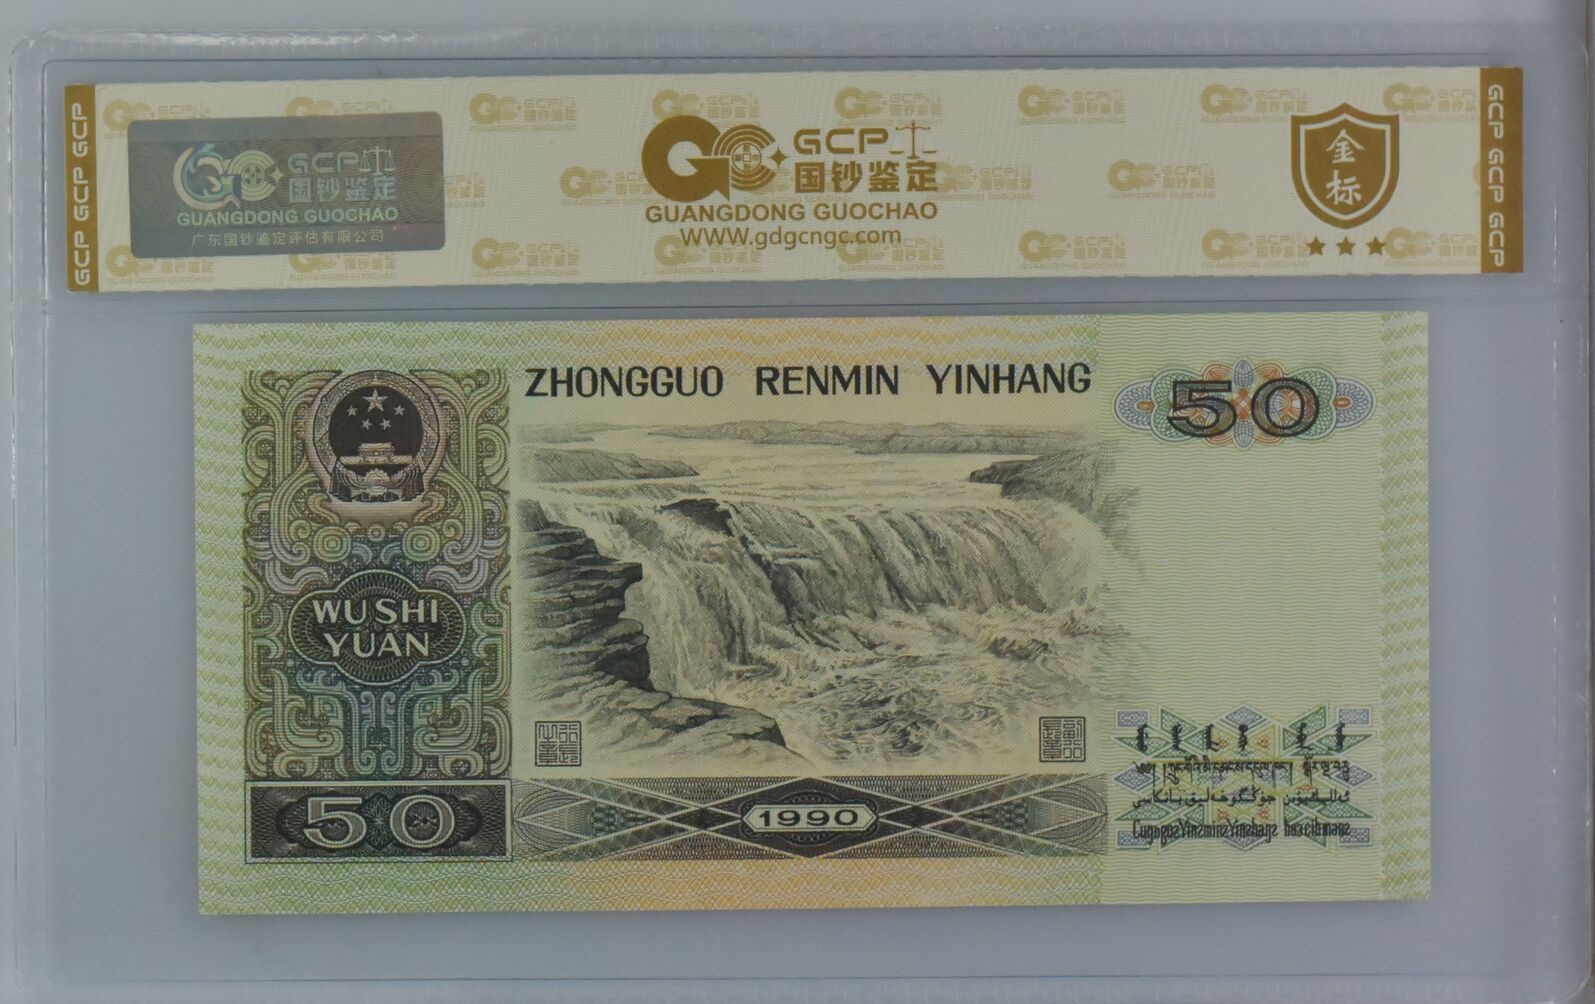 GCP GCP GCP
GCP
国钞鉴定
GUANGDONG GUOCHAO
广东国钞鉴定评估有限公司
GCP
国钞鉴定
GUANGDONG GUOCHAO
WWW.gdgcngc.com
金标
GCP GCP GCP
ZHONGGUO RENMIN YINHANG
50
WU SHI
YUAN
50
1990